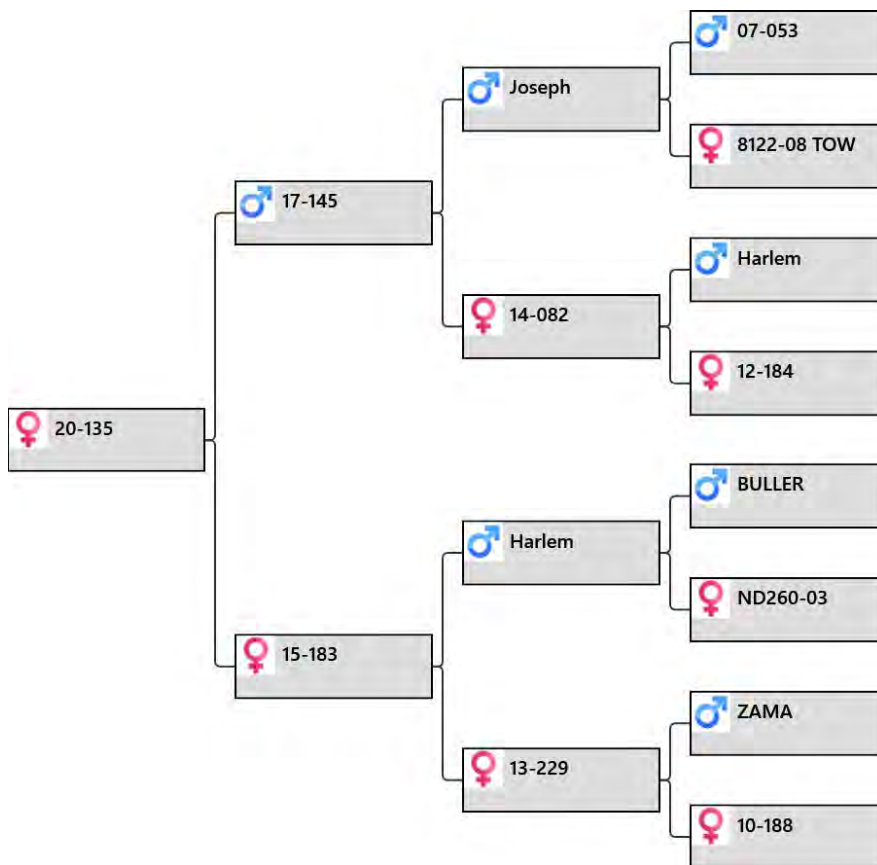 07-053
Joseph
8122-08 TOW
17-145
Harlem
14-082
12-184
20-135
BULLER
Harlem
ND260-03
15-183
ZAMA
13-229
10-188